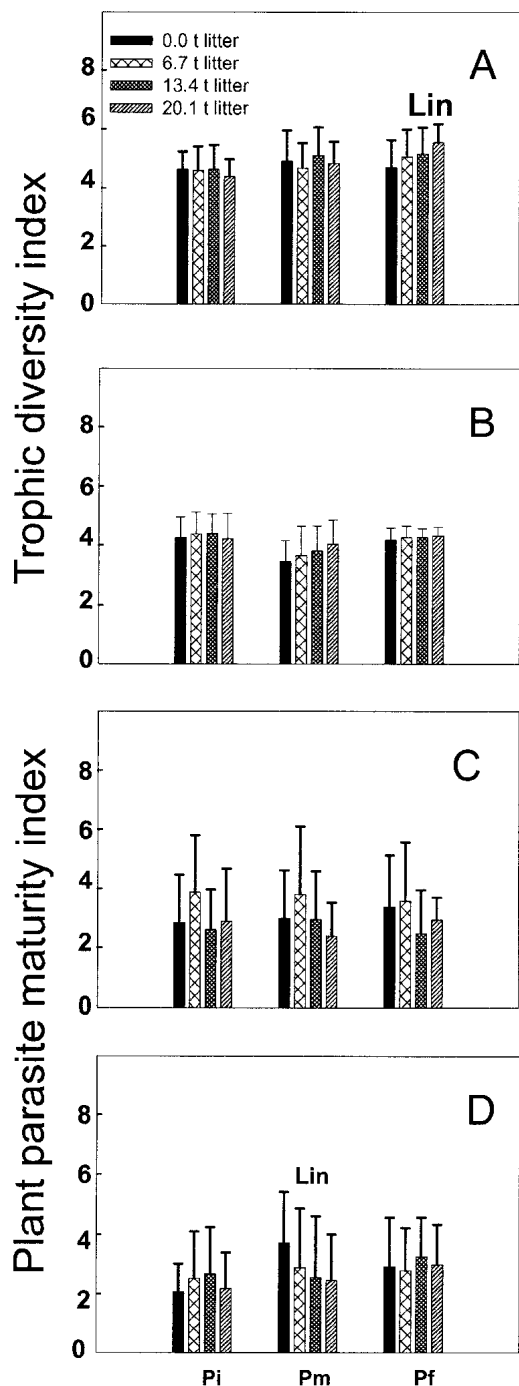 0.0 t litter
6.7 t litter
13.4 t litter
20.1 t litter
A
Lin
8
6
4
2
0
Trophic diversity index
B
8
6
4
2
0
C
8
6
4
2
0
Plant parasite maturity index
D
Lin
8
6
4
2
0
Pi Pm Pf